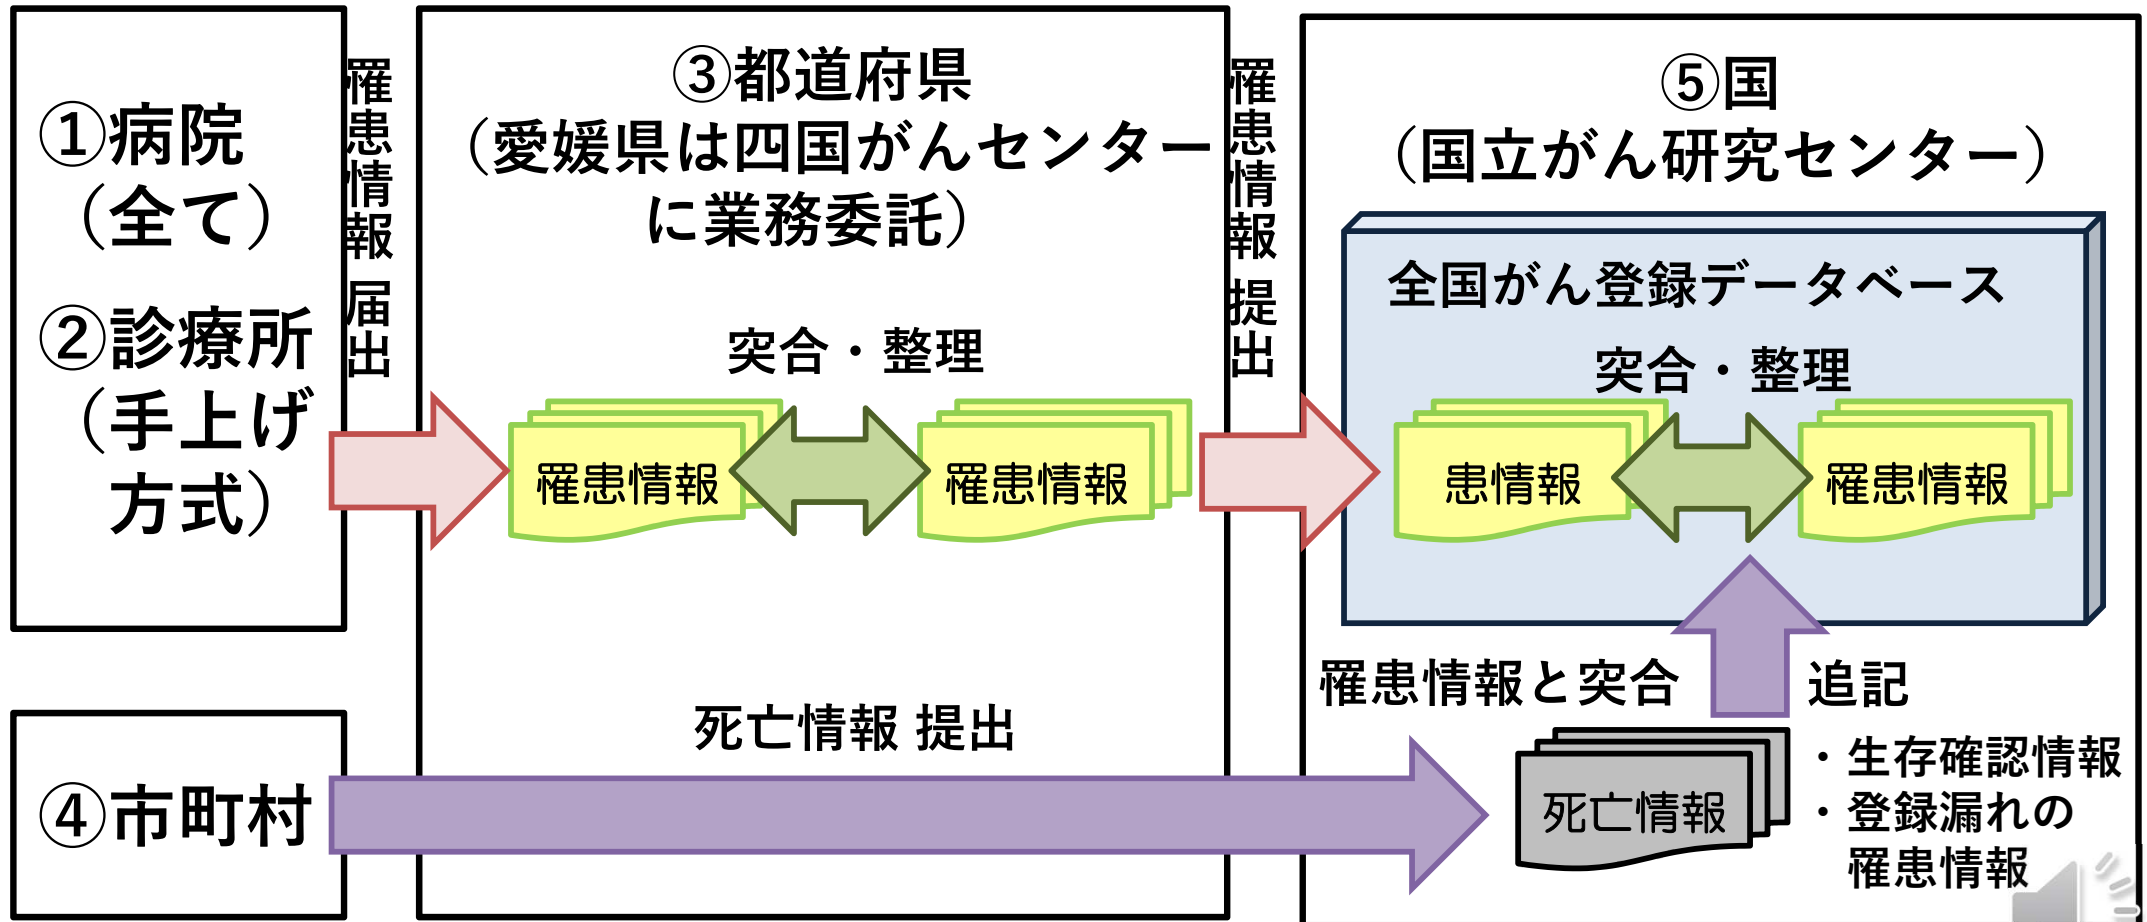 ①病院
（全て）
②診療所
（手上げ
方式）
罹患情報 届出
③都道府県
（愛媛県は四国がんセンター
に業務委託）
突合・整理
罹患情報
罹患情報
罹患情報 提出
⑤国
（国立がん研究センター）
全国がん登録データベース
突合・整理
患情報
罹患情報
罹患情報と突合
追記
④市町村
死亡情報 提出
死亡情報
・生存確認情報
・登録漏れの
罹患情報